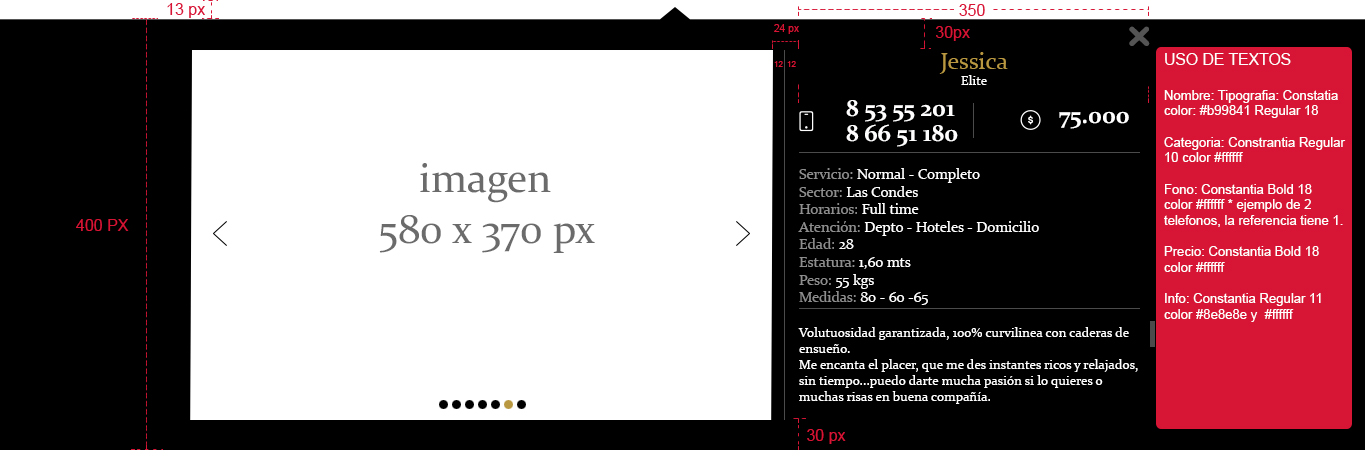 13 px
350
24 px
30px
12 12
400 PX
imagen
580 x 370 px
Jessica
Elite
8 53 55 201
8 66 51 180
$
75.000
Servicio: Normal - Completo
Sector: Las Condes
Horarios: Full time
Atención: Depto - Hoteles - Domicilio
Edad: 28
Estatura: 1,60 mts
Peso: 55 kgs
Medidas: 80 - 60 -65
Volutuosidad garantizada, 100% curvilinea con caderas de
ensueño.
Me encanta el placer, que me des instantes ricos y relajados,
sin tiempo...puedo darte mucha pasión si lo quieres o
muchas risas en buena compañía.
30 px
USO DE TEXTOS
Nombre: Tipografia: Constatia
color: #b99841 Regular 18
Categoria: Constrantia Regular
10 color #ffffff
Fono: Constantia Bold 18
color #ffffff * ejemplo de 2
telefonos, la referencia tiene 1.
Precio: Constantia Bold 18
color #ffffff
Info: Constantia Regular 11
color #8e8e8e y #ffffff